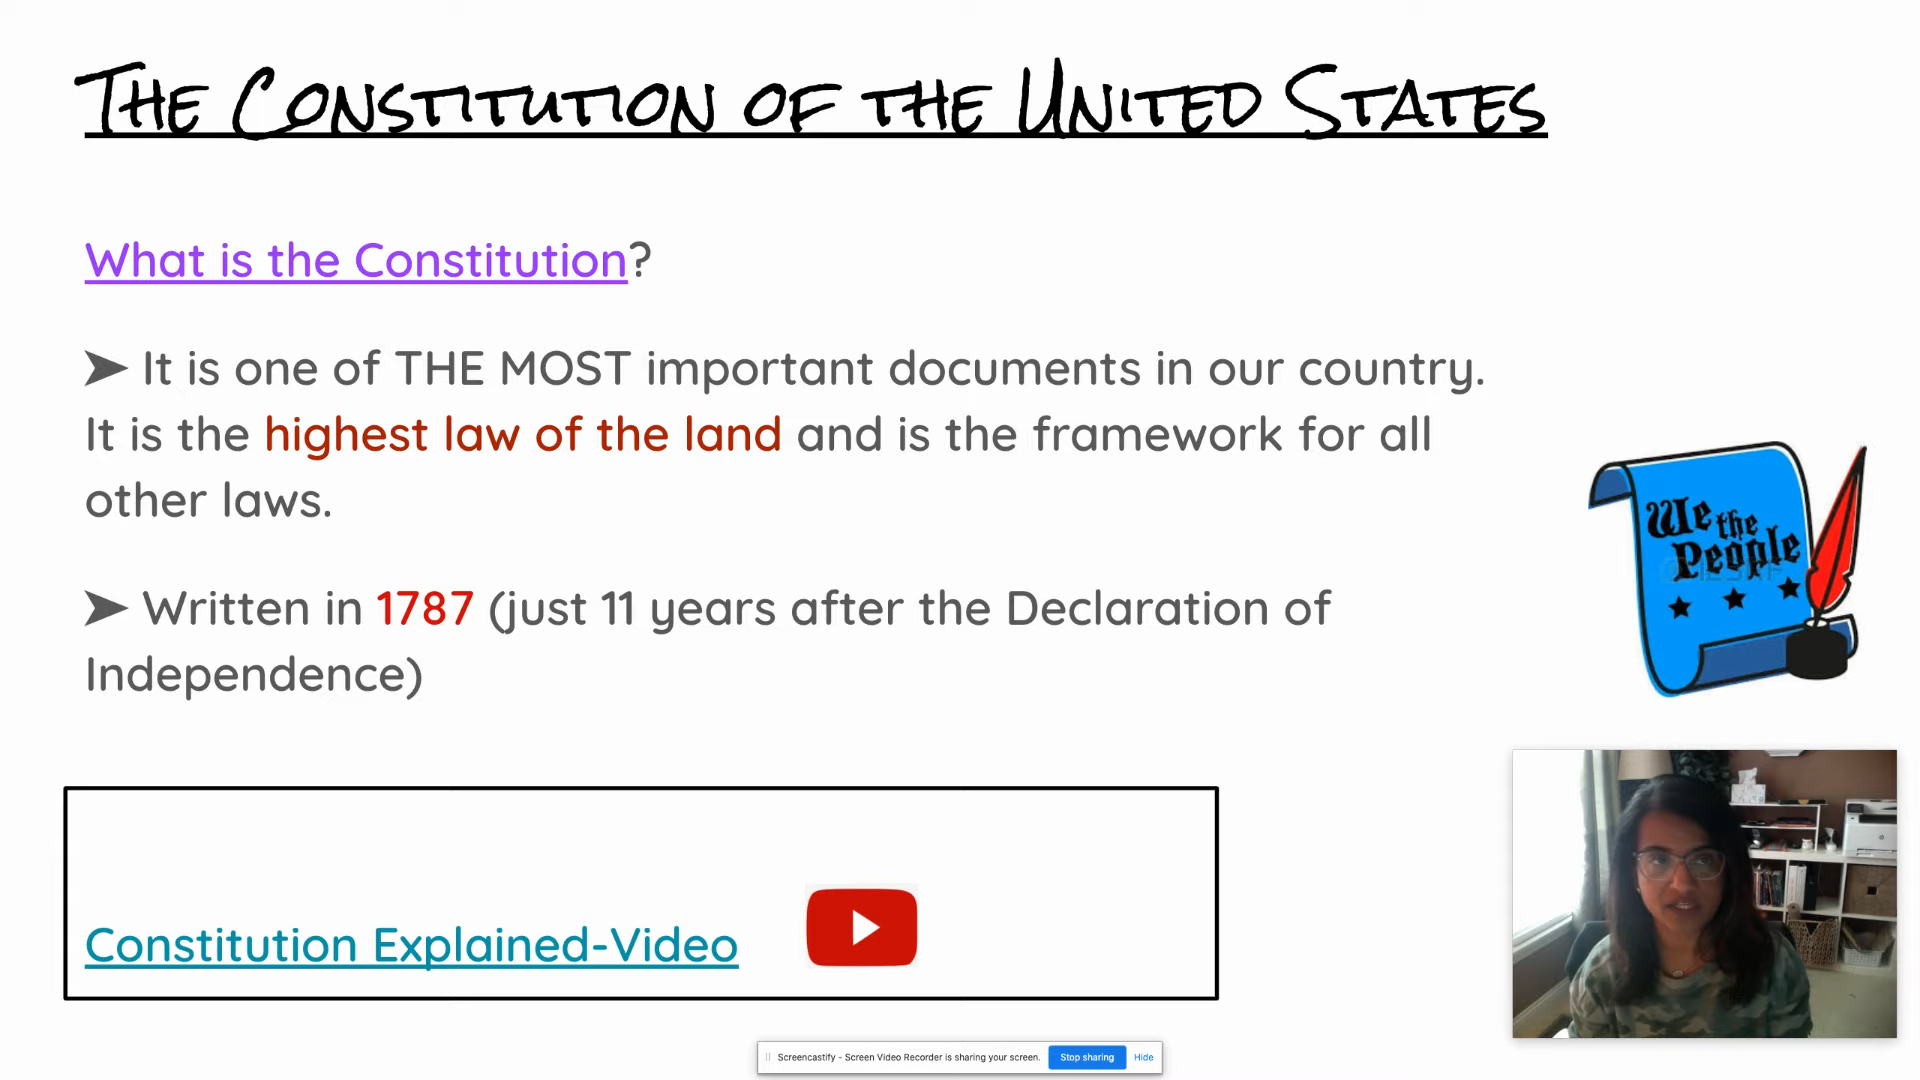 The Constitution of the United States
What is the Constitution?
➤ It is one of THE MOST important documents in our country.
It is the highest law of the land and is the framework for all
other laws.
We the
People
➤ Written in 1787 (just 11 years after the Declaration of
Independence)
Constitution Explained-Video
Screencastify - Screen Video Recorder is sharing your screen. Stop sharing Hide